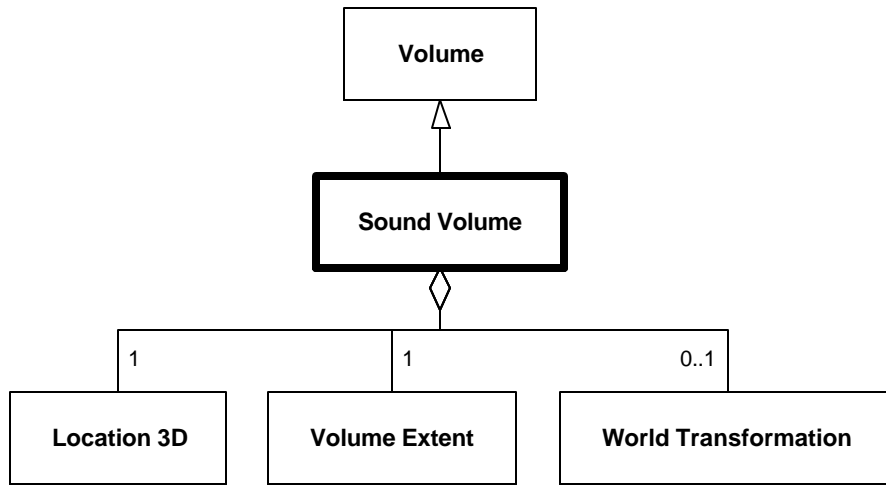 Volume
Sound Volume
1
1
0..1
Location 3D
Volume Extent
World Transformation